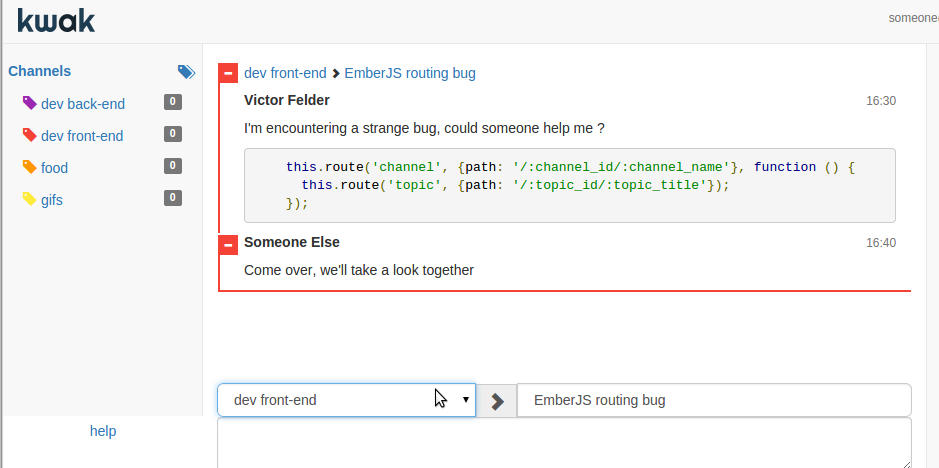 kwak
someone
Channels
dev back-end 0
dev front-end 0
food 0
gifs 0
help
dev front-end > EmberJS routing bug
Victor Felder 16:30
I'm encountering a strange bug, could someone help me ?
this.route('channel', {path: '/:channel_id/:channel_name'}, function () {
this.route('topic', {path: '/:topic_id/:topic_title'});
});
Someone Else 16:40
Come over, we'll take a look together
dev front-end > EmberJS routing bug